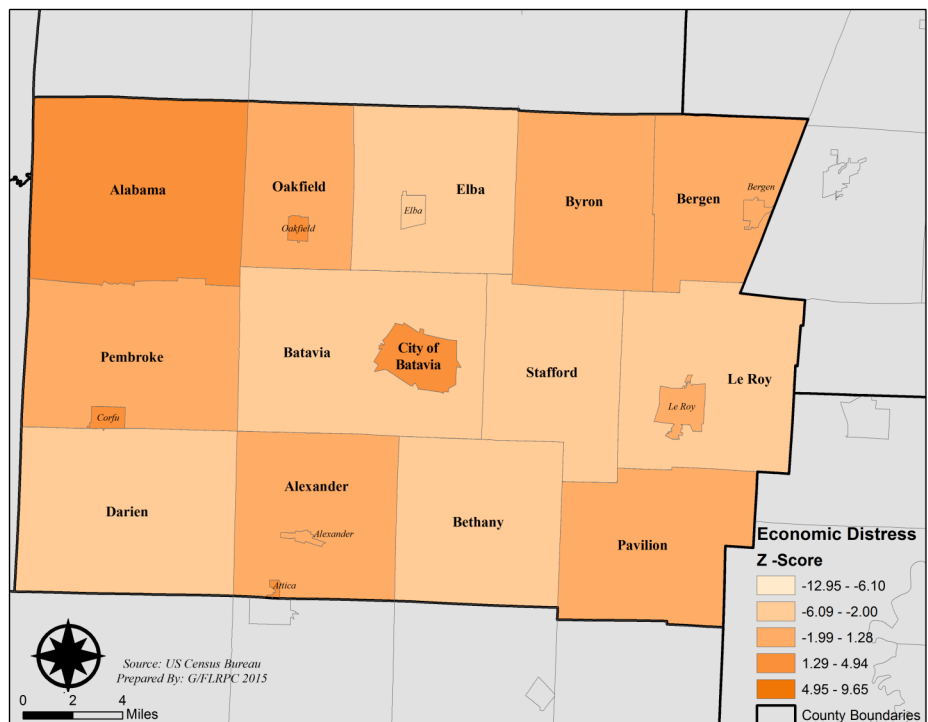 Alabama
Oakfield
Oakfield
Elba
Elba
Byron
Bergen
Bergen
Pembroke
Corfu
Batavia
City of
Batavia
Stafford
Le Roy
Le Roy
Darien
Alexander
Alexander
Attica
Bethany
Pavilion
Economic Distress
Z -Score
-12.95 - -6.10
-6.09 - -2.00
-1.99 - 1.28
1.29 - 4.94
4.95 - 9.65
County Boundaries
Source: US Census Bureau
Prepared By: G/FLRPC 2015
0 2 4
Miles